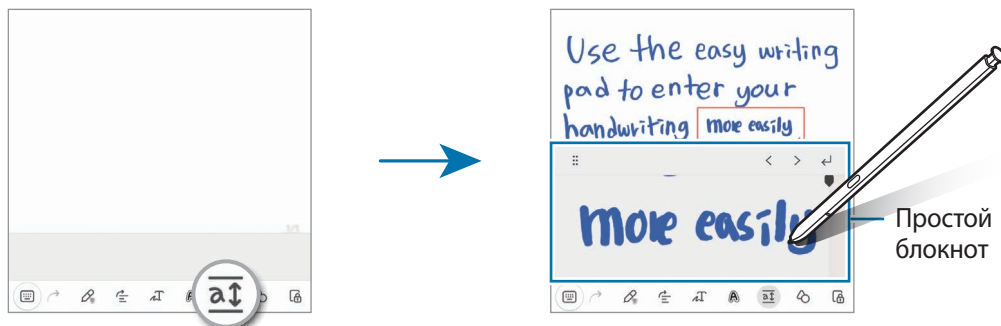 Use the easy writing
pad to enter your
handwriting more easily
more easily
Простой
блокнот